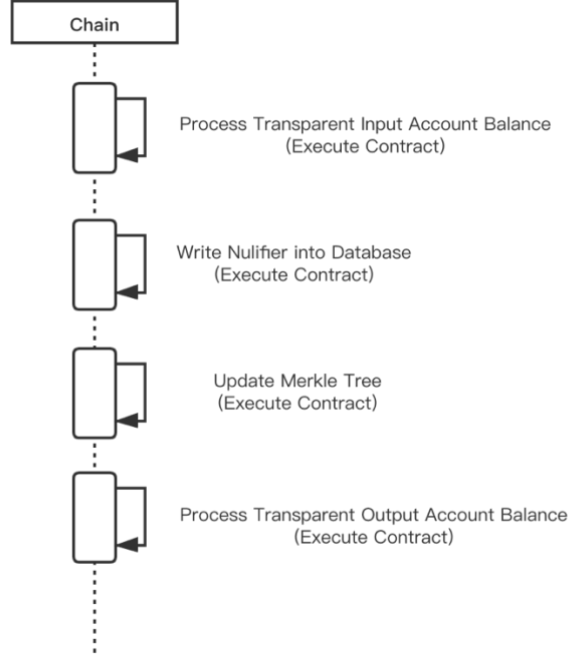 Chain
Process Transparent Input Account Balance
(Execute Contract)
Write Nulifier into Database
(Execute Contract)
Update Merkle Tree
(Execute Contract)
Process Transparent Output Account Balance
(Execute Contract)